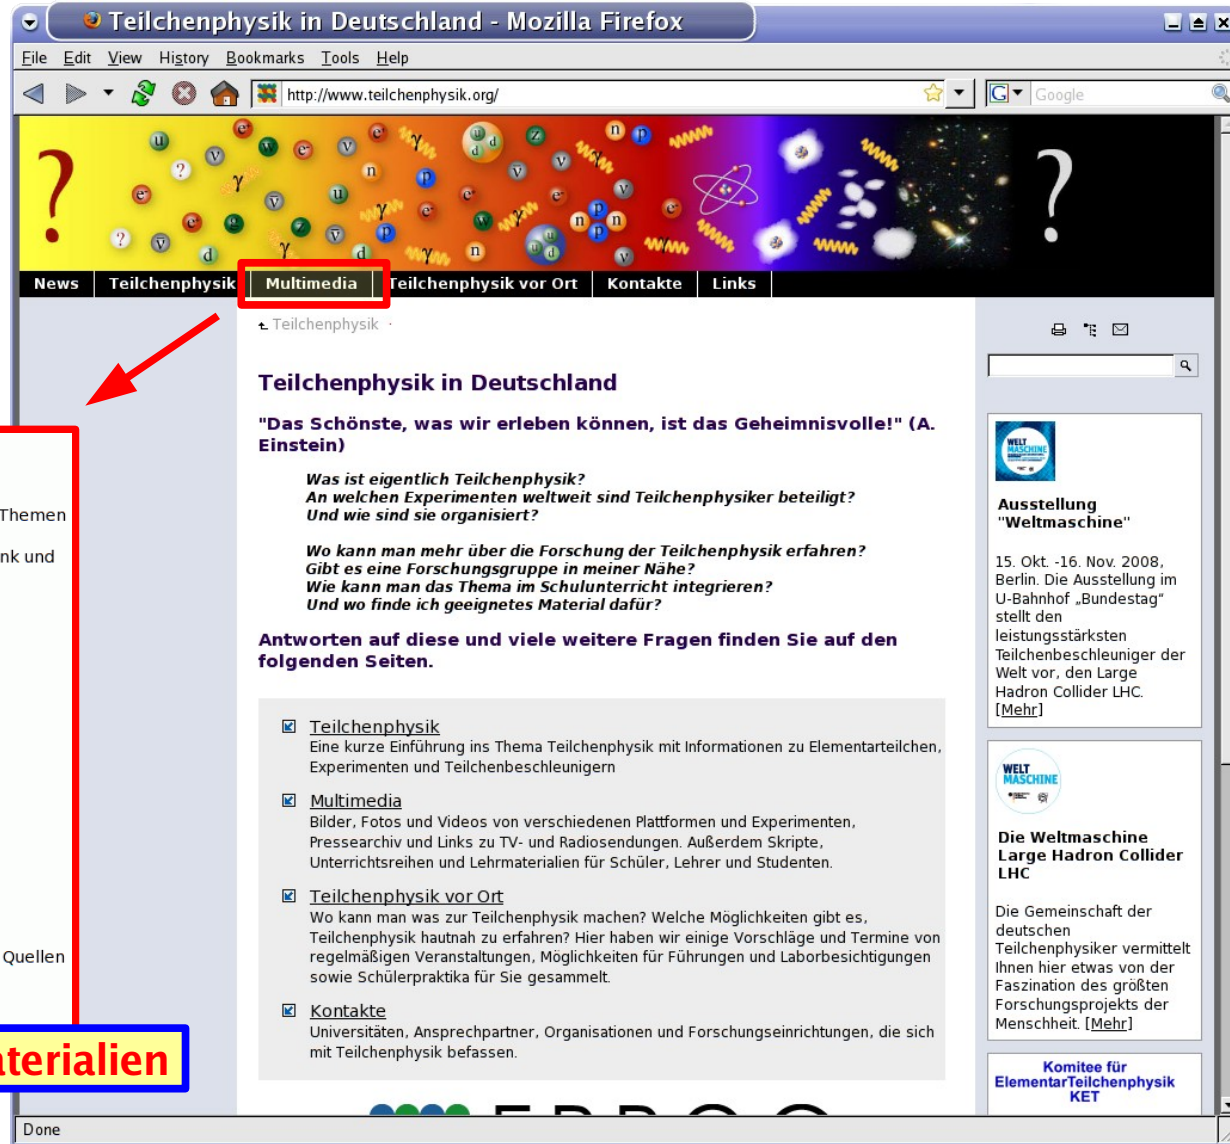 Teilchenphysik in Deutschland - Mozilla Firefox
File Edit View History Bookmarks Tools Help
http://www.teilchenphysik.org/
Google
News Teilchenphysik Multimedia Teilchenphysik vor Ort Kontakte Links
Teilchenphysik
Teilchenphysik in Deutschland
"Das Schönste, was wir erleben können, ist das Geheimnisvolle!" (A.
Einstein)
Was ist eigentlich Teilchenphysik?
An welchen Experimenten weltweit sind Teilchenphysiker beteiligt?
Und wie sind sie organisiert?
Wo kann man mehr über die Forschung der Teilchenphysik erfahren?
Gibt es eine Forschungsgruppe in meiner Nähe?
Wie kann man das Thema im Schulunterricht integrieren?
Und wo finde ich geeignetes Material dafür?
Antworten auf diese und viele weitere Fragen finden Sie auf den
folgenden Seiten.
Teilchenphysik
Eine kurze Einführung ins Thema Teilchenphysik mit Informationen zu Elementarteilchen,
Experimenten und Teilchenbeschleunigern
Multimedia
Bilder, Fotos und Videos von verschiedenen Plattformen und Experimenten,
Pressearchiv und Links zu TV- und Radiosendungen. Außerdem Skripte,
Unterrichtsreihen und Lehrmaterialien für Schüler, Lehrer und Studenten.
Teilchenphysik vor Ort
Wo kann man was zur Teilchenphysik machen? Welche Möglichkeiten gibt es,
Teilchenphysik hautnah zu erfahren? Hier haben wir einige Vorschläge und Termine von
regelmäßigen Veranstaltungen, Möglichkeiten für Führungen und Laborbesichtigungen
sowie Schülerpraktika für Sie gesammelt.
Kontakte
Universitäten, Ansprechpartner, Organisationen und Forschungseinrichtungen, die sich
mit Teilchenphysik befassen.
WELT
MASCHINE
Ausstellung
"Weltmaschine"
15. Okt. -16. Nov. 2008,
Berlin. Die Ausstellung im
U-Bahnhof „Bundestag“
stellt den
leistungsstärksten
Teilchenbeschleuniger der
Welt vor, den Large
Hadron Collider LHC.
[Mehr]
WELT
MASCHINE
Die Weltmaschine
Large Hadron Collider
LHC
Die Gemeinschaft der
deutschen
Teilchenphysiker vermittelt
Ihnen hier etwas von der
Faszination des größten
Forschungsprojekts der
Menschheit. [Mehr]
Komitee für
ElementarTeilchenphysik
KET
Themen
nk und
Quellen
aterialien
Done